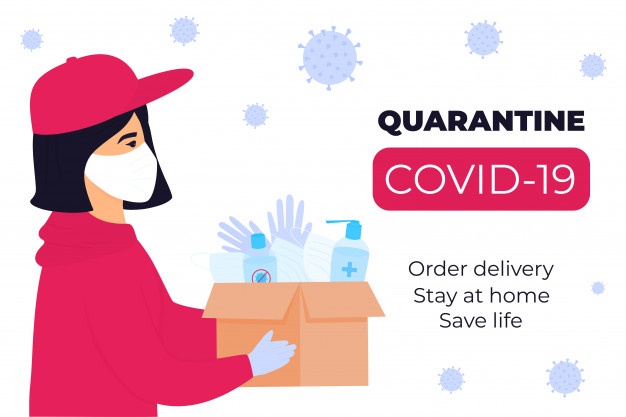 QUARANTINE
COVID-19
Order delivery
Stay at home
Save life